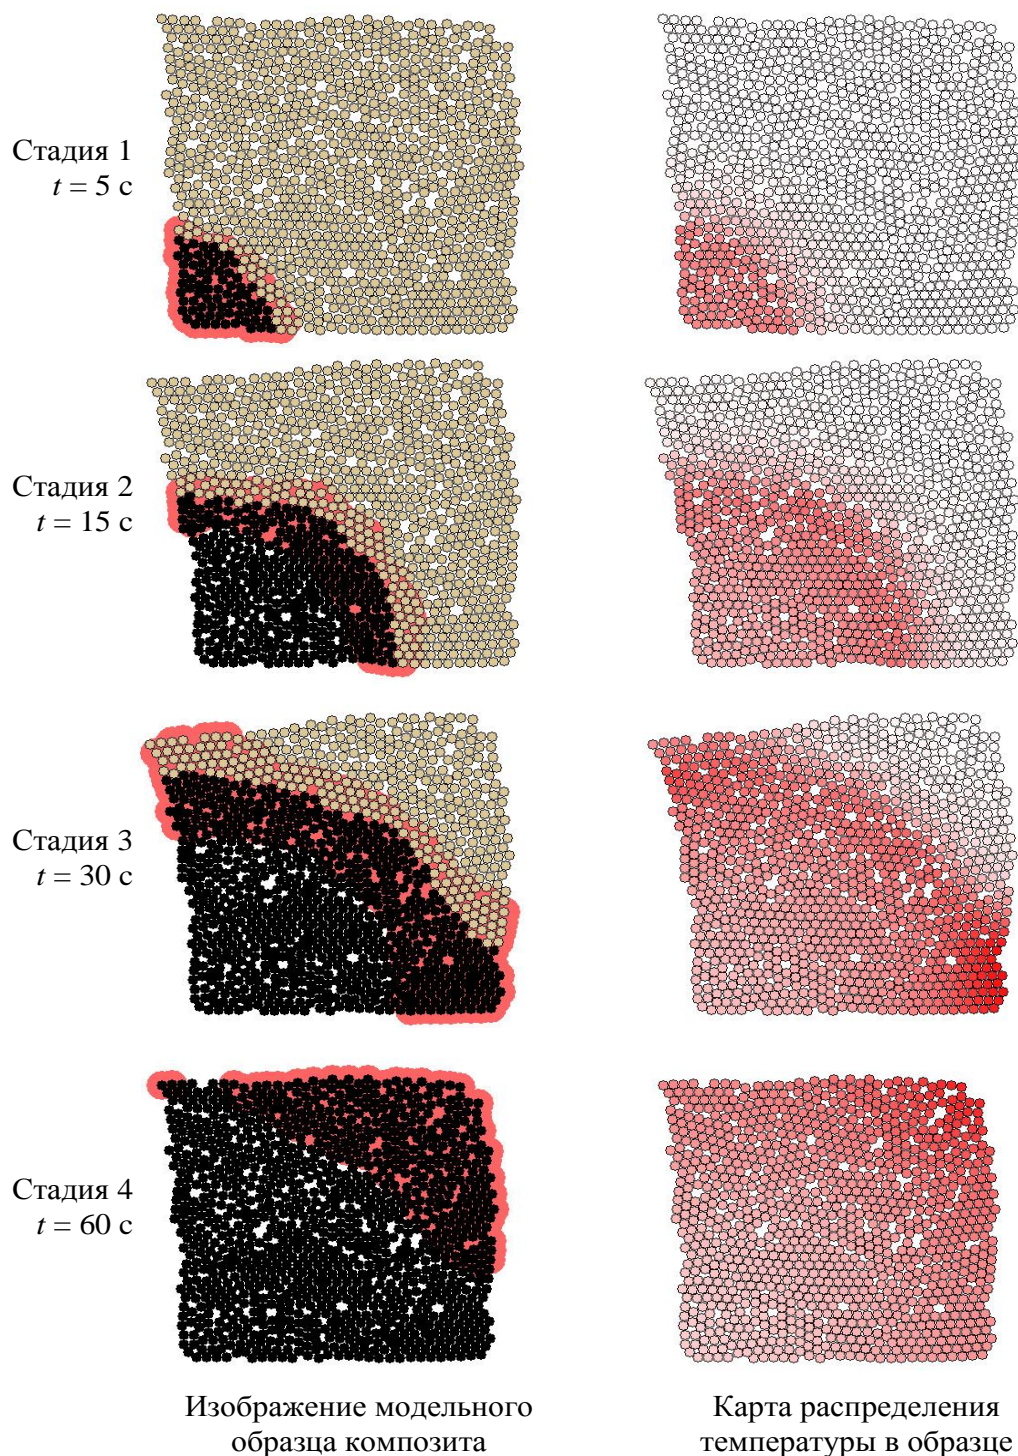 Стадия 1
t = 5 с
Стадия 2
t = 15 с
Стадия 3
t = 30 с
Стадия 4
t = 60 с
Изображение модельного
образца композита
Карта распределения
температуры в образце